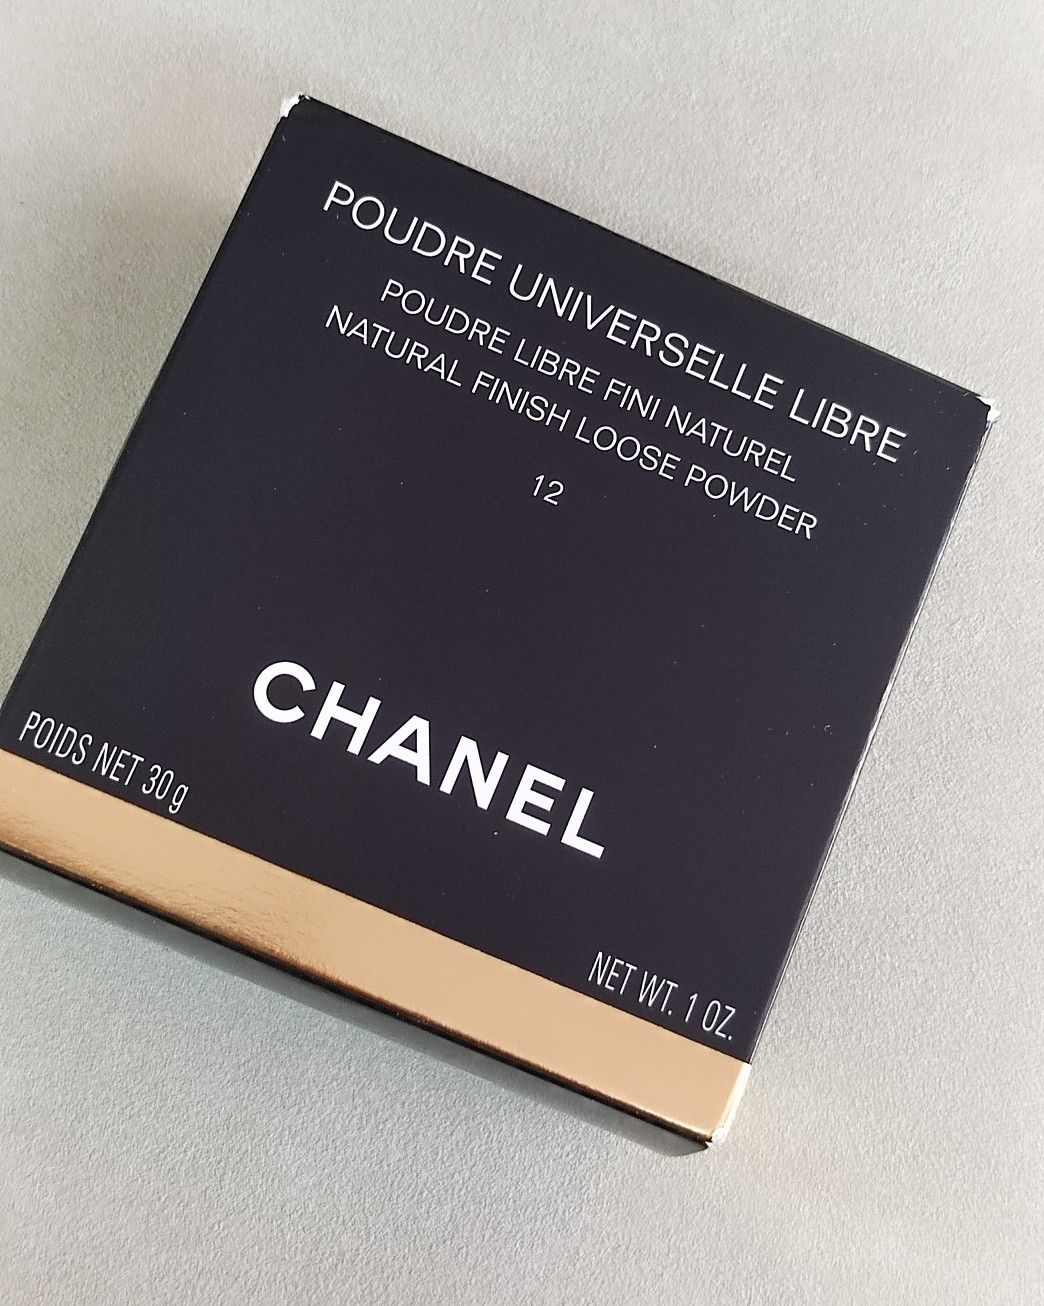 POUDRE UNIVERSELLE LIBRE
POUDRE LIBRE FINI NATUREL
NATURAL FINISH LOOSE POWDER
12
CHANEL
POIDS NET 30 g
NET WT. 1 OZ.